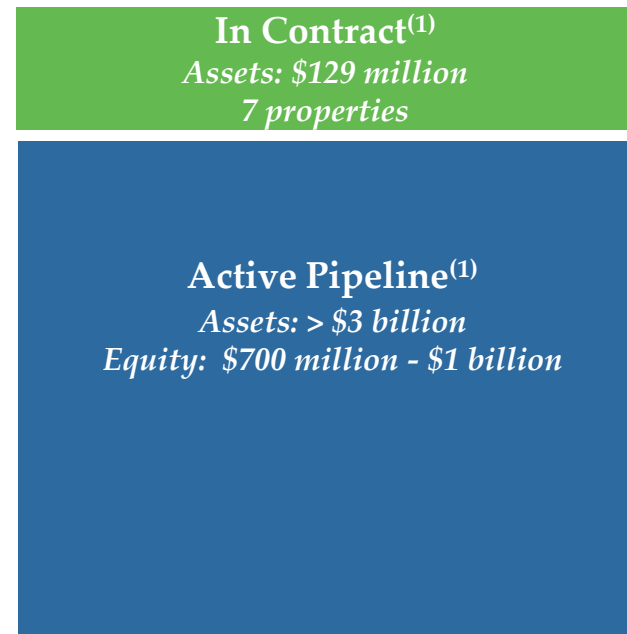 In Contract(1)
Assets: $129 million
7 properties
Active Pipeline(1)
Assets: > $3 billion
Equity: $700 million - $1 billion